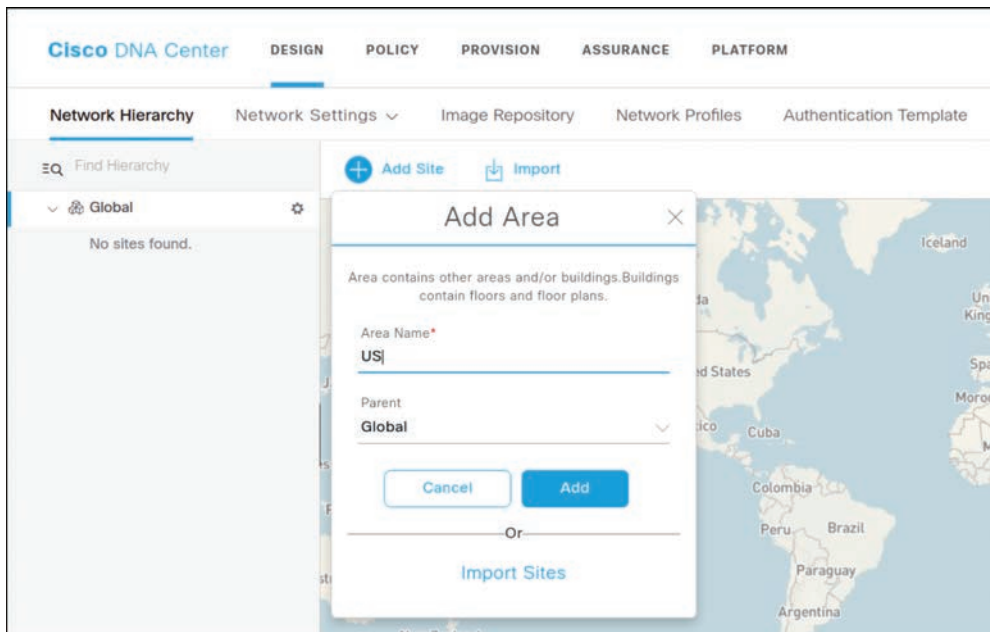 Cisco DNA Center DESIGN POLICY PROVISION ASSURANCE PLATFORM
Network Hierarchy Network Settings Image Repository Network Profiles Authentication Template
Find Hierarchy
Add Site Import
Global
No sites found.
Add Area
Area contains other areas and/or buildings.Buildings
contain floors and floor plans.
Area Name*
US
Parent
Global
Cancel Add
Or
Import Sites
Iceland
ed States
Cuba
Colombia
Peru Brazil
Paraguay
Argentina